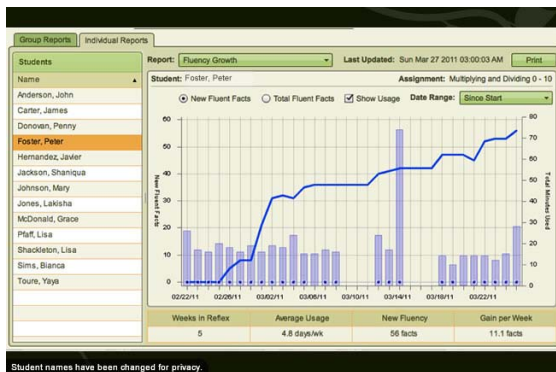 Group Reports Individual Reports
Students
Report: Fluency Growth Last Updated: Sun Mar 27 2011 03:00:03 AM Print
Name
Student: Foster, Peter Assignment: Multiplying and Dividing 0 - 10
Anderson, John
Carter, James
Donovan, Penny
Foster, Peter
Hernandez, Javier
Jackson, Shaniqua
Johnson, Mary
Jones, Lakisha
McDonald, Grace
Pfaff, Lisa
Shackleton, Lisa
Sims, Bianca
Toure, Yaya
New Fluent Facts Total Fluent Facts Show Usage Date Range: Since Start
60
50
40
30
20
10
0
New Fluent Facts
80
70
60
50
40
30
20
10
0
Total Minutes Used
02/22/11 02/26/11 03/02/11 03/06/11 03/10/11 03/14/11 03/18/11 03/22/11
Weeks in Reflex Average Usage New Fluency Gain per Week
5 4.8 days/wk 56 facts 11.1 facts
Student names have been changed for privacy.